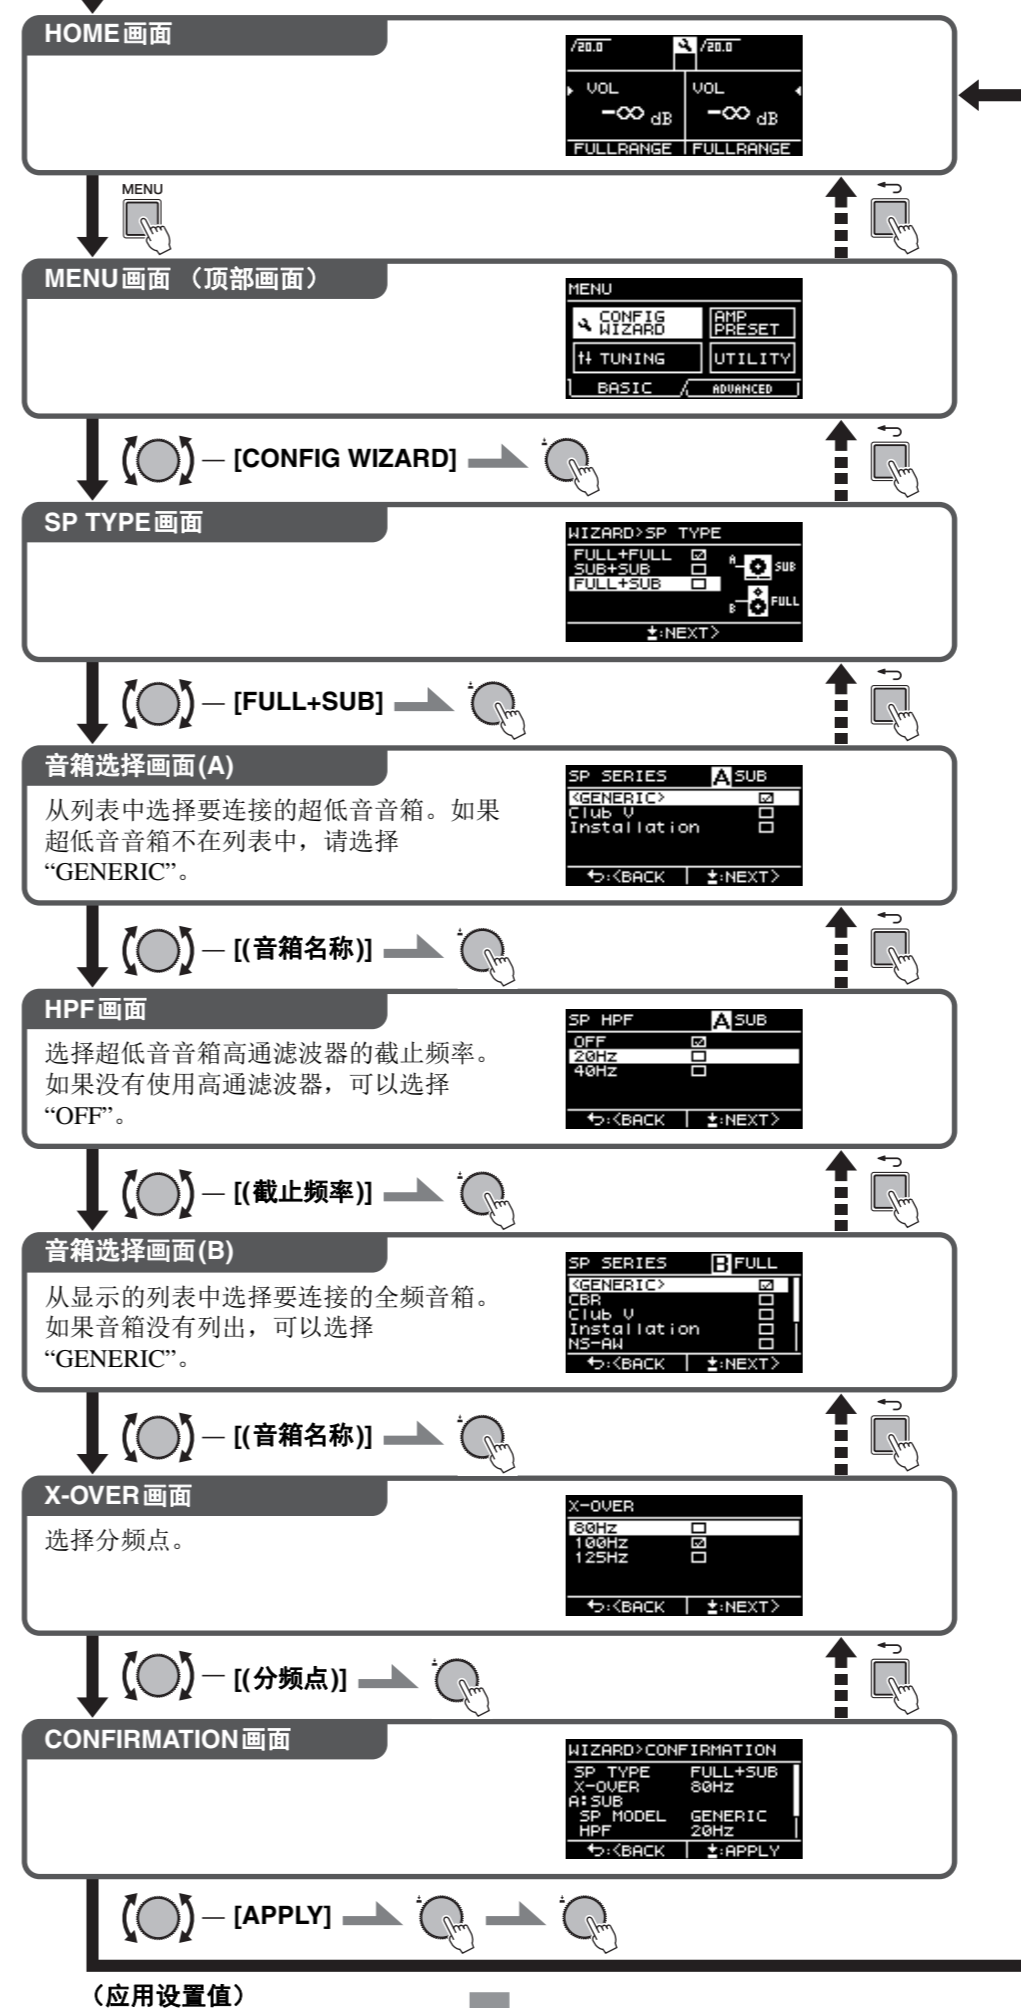 HOME画面
/20.0 /20.0
VOL VOL
-∞ dB -∞ dB
FULLRANGE FULLRANGE
MENU
MENU画面 （顶部画面）
MENU
CONFIG WIZARD AMP PRESET
TUNING UTILITY
BASIC ADVANCED
— [CONFIG WIZARD]
SP TYPE画面
WIZARD>SP TYPE
FULL+FULL
SUB+SUB
FULL+SUB
A SUB
B FULL
:NEXT>
— [FULL+SUB]
音箱选择画面(A)
从列表中选择要连接的超低音音箱。如果
超低音音箱不在列表中，请选择
“GENERIC”。
SP SERIES A SUB
<GENERIC>
Club V
Installation
:<BACK :NEXT>
— [(音箱名称)]
HPF画面
选择超低音音箱高通滤波器的截止频率。
如果没有使用高通滤波器，可以选择
“OFF”。
SP HPF A SUB
OFF
20Hz
40Hz
:<BACK :NEXT>
— [(截止频率)]
音箱选择画面(B)
从显示的列表中选择要连接的全频音箱。
如果音箱没有列出，可以选择
“GENERIC”。
SP SERIES B FULL
<GENERIC>
CBR
Club V
Installation
NS-AW
:<BACK :NEXT>
— [(音箱名称)]
X-OVER画面
选择分频点。
X-OVER
80Hz
100Hz
125Hz
:<BACK :NEXT>
— [(分频点)]
CONFIRMATION画面
WIZARD>CONFIRMATION
SP TYPE FULL+SUB
X-OVER 80Hz
A:SUB
SP MODEL GENERIC
HPF 20Hz
:<BACK :APPLY
— [APPLY]
（应用设置值）